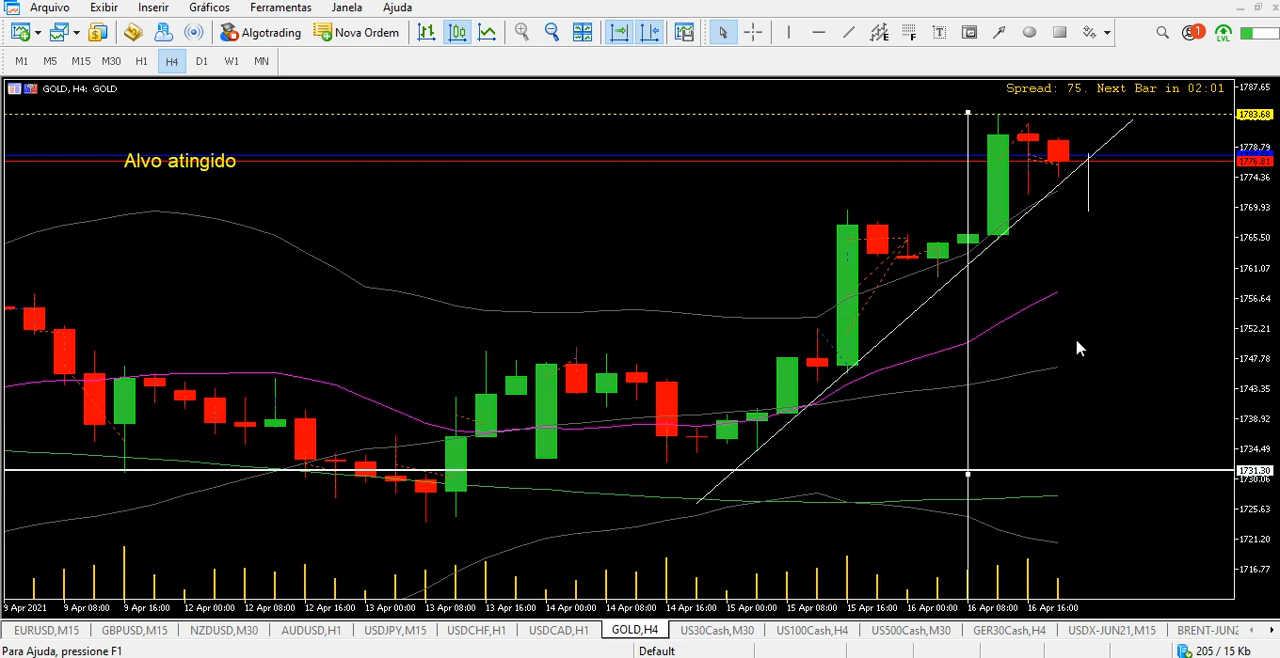 Arquivo Exibir Inserir Gráficos Ferramentas Janela Ajuda
Algotrading Nova Ordem LVL 1
M1 M5 M15 M30 H1 H4 D1 W1 MN
GOLD, H4: GOLD
Spread: 75. Next Bar in 02:01
1787.65
1783.68
Alvo atingido
1778.79
1776.81
1774.36
1769.93
1765.50
1761.07
1756.64
1752.21
1747.78
1743.35
1738.92
1734.49
1731.30
1730.06
1725.63
1721.20
1716.77
9 Apr 2021 9 Apr 08:00 9 Apr 16:00 12 Apr 00:00 12 Apr 08:00 12 Apr 16:00 13 Apr 00:00 13 Apr 08:00 13 Apr 16:00 14 Apr 00:00 14 Apr 08:00 14 Apr 16:00 15 Apr 00:00 15 Apr 08:00 15 Apr 16:00 16 Apr 00:00 16 Apr 08:00 16 Apr 16:00
EURUSD,M15 GBPUSD,M15 NZDUSD,M30 AUDUSD,H1 USDJPY,M15 USDCHF,H1 USDCAD,H1 GOLD,H4 US30Cash,M30 US100Cash,H4 US500Cash,M30 GER30Cash,H4 USDX-JUN21,M15 BRENT-JUN2
Para Ajuda, pressione F1 Default 205 / 15 Kb